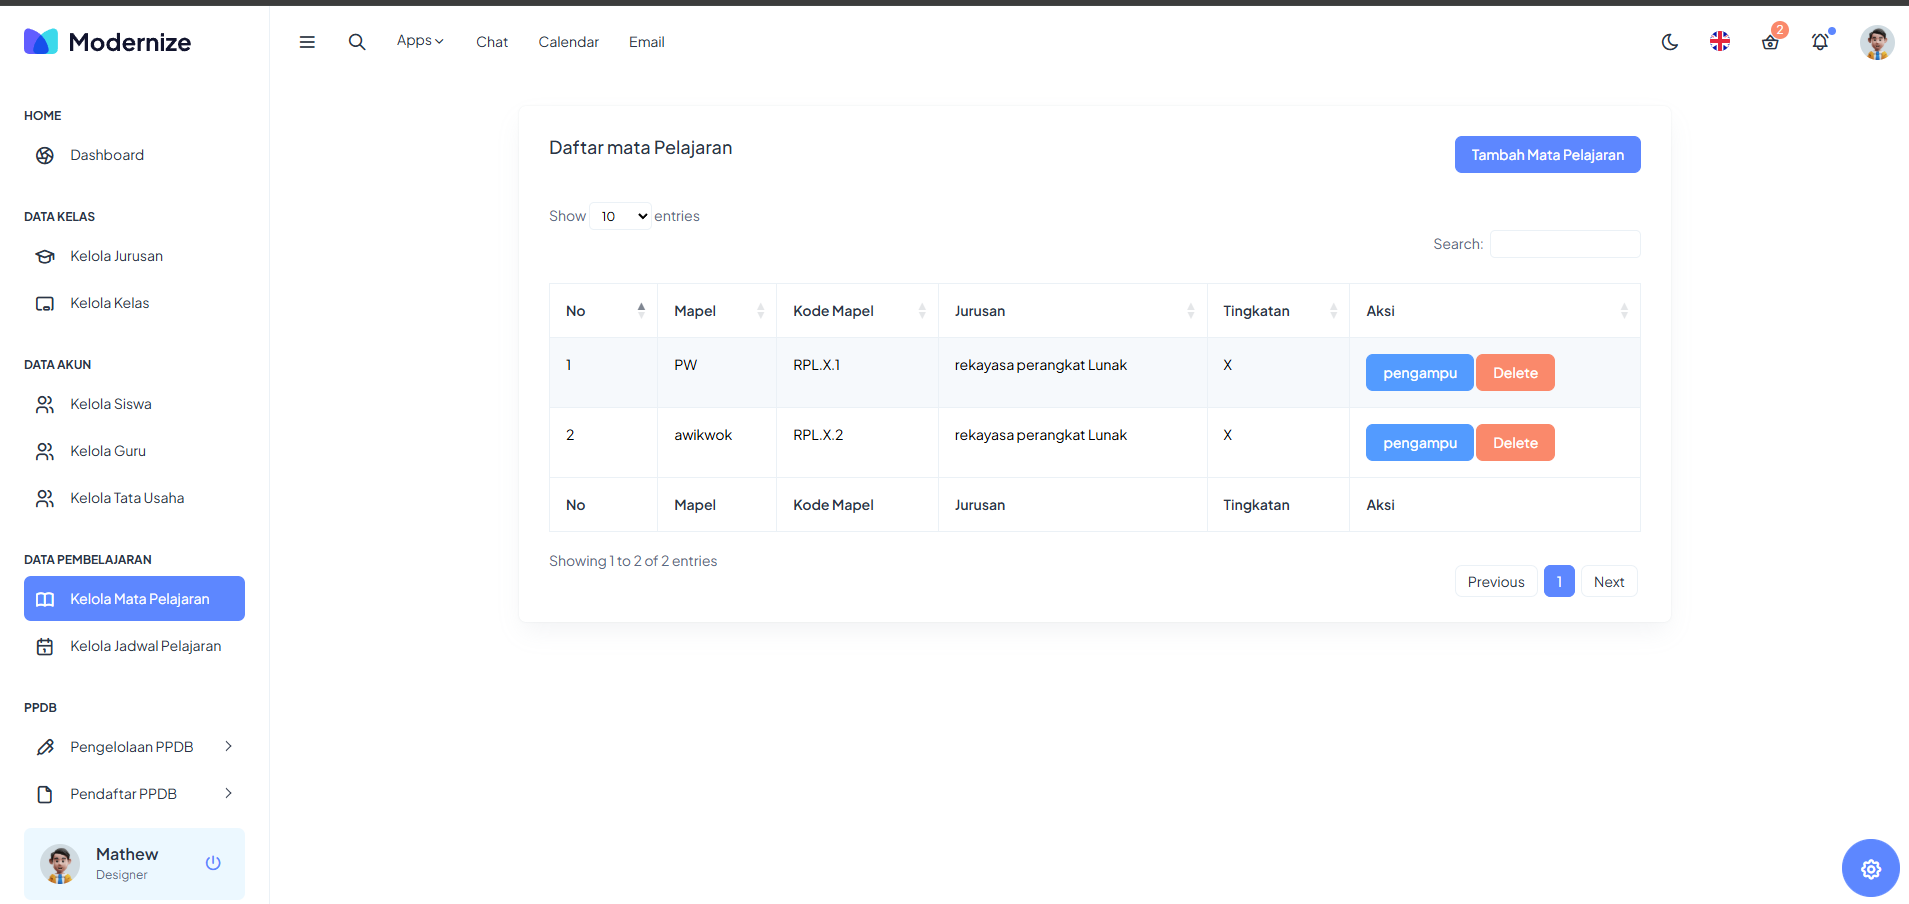 Modernize
Apps
Chat
Calendar
Email
2
HOME
Dashboard
DATA KELAS
Kelola Jurusan
Kelola Kelas
DATA AKUN
Kelola Siswa
Kelola Guru
Kelola Tata Usaha
DATA PEMBELAJARAN
Kelola Mata Pelajaran
Kelola Jadwal Pelajaran
PPDB
Pengelolaan PPDB
Pendaftar PPDB
Mathew
Designer
Daftar mata Pelajaran
Tambah Mata Pelajaran
Show 10 entries
Search:
No Mapel Kode Mapel Jurusan Tingkatan Aksi
1 PW RPL.X.1 rekayasa perangkat Lunak X pengampu Delete
2 awikwok RPL.X.2 rekayasa perangkat Lunak X pengampu Delete
No Mapel Kode Mapel Jurusan Tingkatan Aksi
Showing 1 to 2 of 2 entries
Previous 1 Next